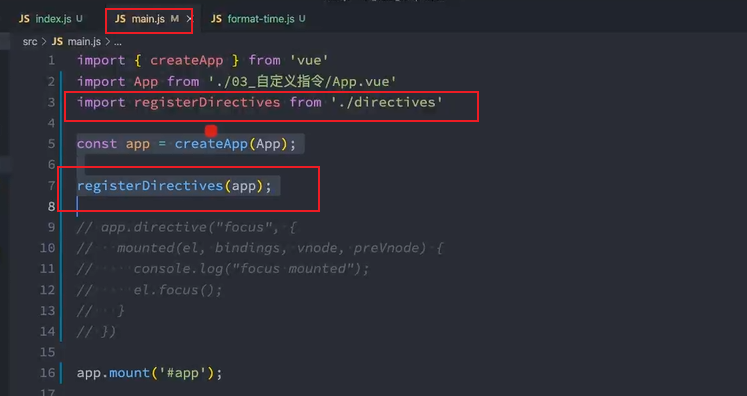 JS index.js U JS main.js M × JS format-time.js U
src > JS main.js > ...
1 import { createApp } from 'vue'
2 import App from './03_自定义指令/App.vue'
3 import registerDirectives from './directives'
4
5 const app = createApp(App);
6
7 registerDirectives(app);
8
9 // app.directive("focus", {
10 //   mounted(el, bindings, vnode, preVnode) {
11 //     console.log("focus mounted");
12 //     el.focus();
13 //   }
14 // })
15
16 app.mount('#app');
17